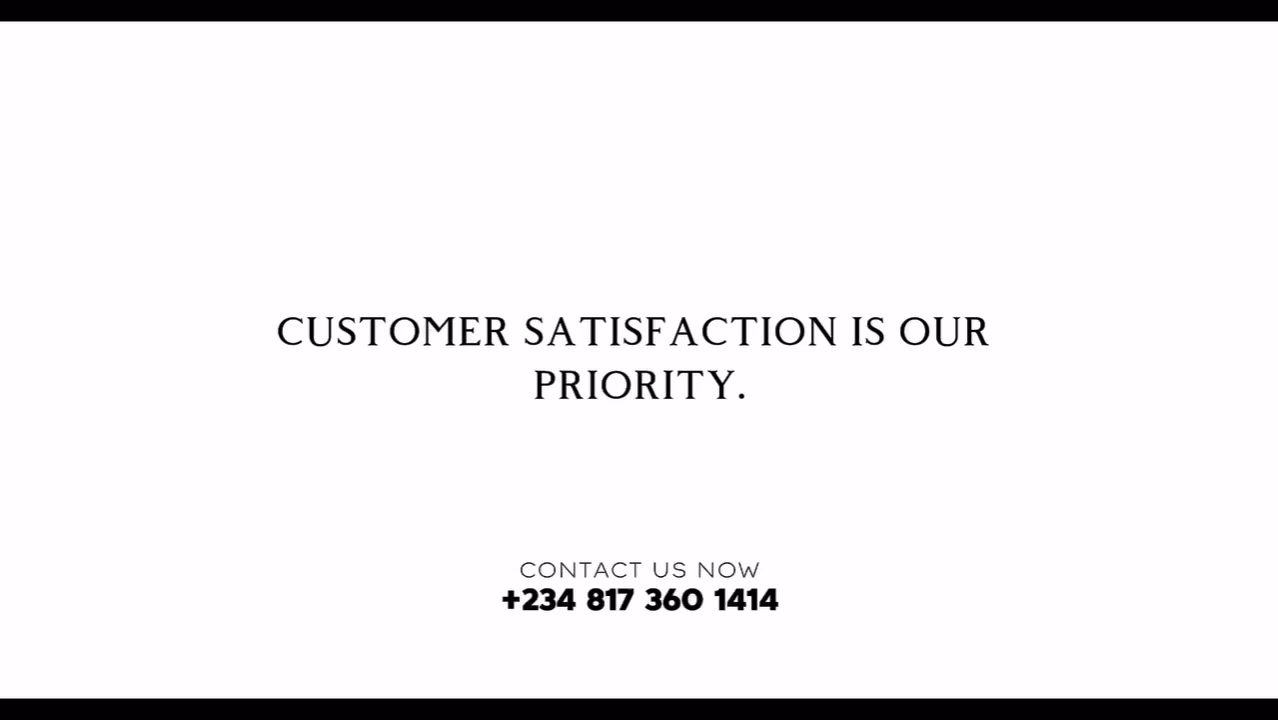 CUSTOMER SATISFACTION IS OUR
PRIORITY.
CONTACT US NOW
+234 817 360 1414